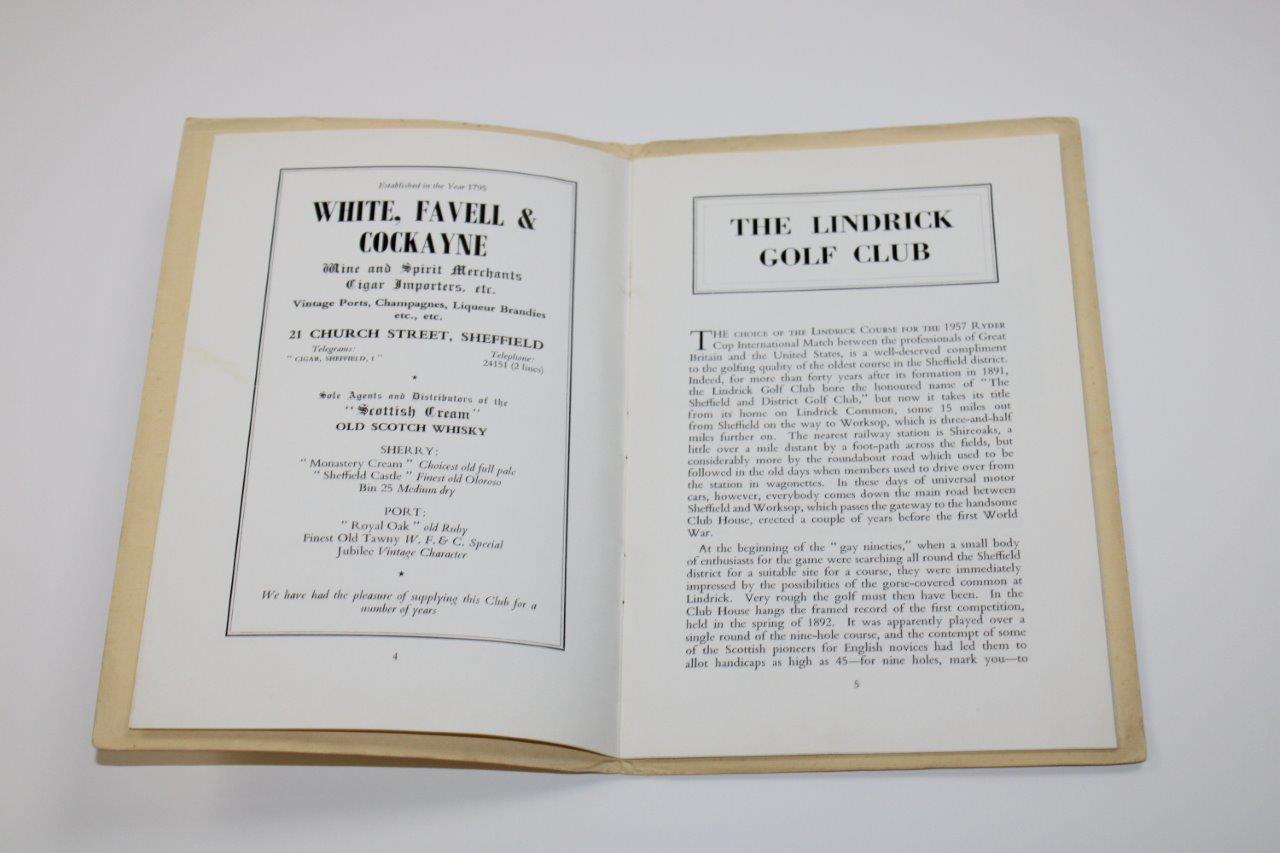 Established in the Year 1795
WHITE, FAVELL &
COCKAYNE
Wine and Spirit Merchants
Cigar Importers, etc.
Vintage Ports, Champagnes, Liqueur Brandies
etc., etc.
21 CHURCH STREET, SHEFFIELD
Telegrams:
"CIGAR, SHEFFIELD, 1"
Telephone:
24151 (2 lines)
Sole Agents and Distributors of the
"Scottish Cream"
OLD SCOTCH WHISKY
SHERRY:
"Monastery Cream" Choicest old full pale
"Sheffield Castle" Finest old Oloroso
Bin 25 Medium dry
PORT:
"Royal Oak" old Ruby
Finest Old Tawny W. F. & C. Special
Jubilee Vintage Character
We have had the pleasure of supplying this Club for a
number of years
4
THE LINDRICK
GOLF CLUB
THE CHOICE OF THE LINDRICK COURSE FOR THE 1957 RYDER
Cup International Match between the professionals of Great
Britain and the United States, is a well-deserved compliment
to the golfing quality of the oldest course in the Sheffield district.
Indeed, for more than forty years after its formation in 1891,
the Lindrick Golf Club bore the honoured name of "The
Sheffield and District Golf Club," but now it takes its title
from its home on Lindrick Common, some 15 miles out
from Sheffield on the way to Worksop, which is three-and-half
miles further on. The nearest railway station is Shireoaks, a
little over a mile distant by a foot-path across the fields, but
considerably more by the roundabout road which used to be
followed in the old days when members used to drive over from
the station in wagonettes. In these days of universal motor
cars, however, everybody comes down the main road between
Sheffield and Worksop, which passes the gateway to the handsome
Club House, erected a couple of years before the first World
War.
At the beginning of the "gay nineties," when a small body
of enthusiasts for the game were searching all round the Sheffield
district for a suitable site for a course, they were immediately
impressed by the possibilities of the gorse-covered common at
Lindrick. Very rough the golf must then have been. In the
Club House hangs the framed record of the first competition,
held in the spring of 1892. It was apparently played over a
single round of the nine-hole course, and the contempt of some
of the Scottish pioneers for English novices had led them to
allot handicaps as high as 45—for nine holes, mark you—to
5